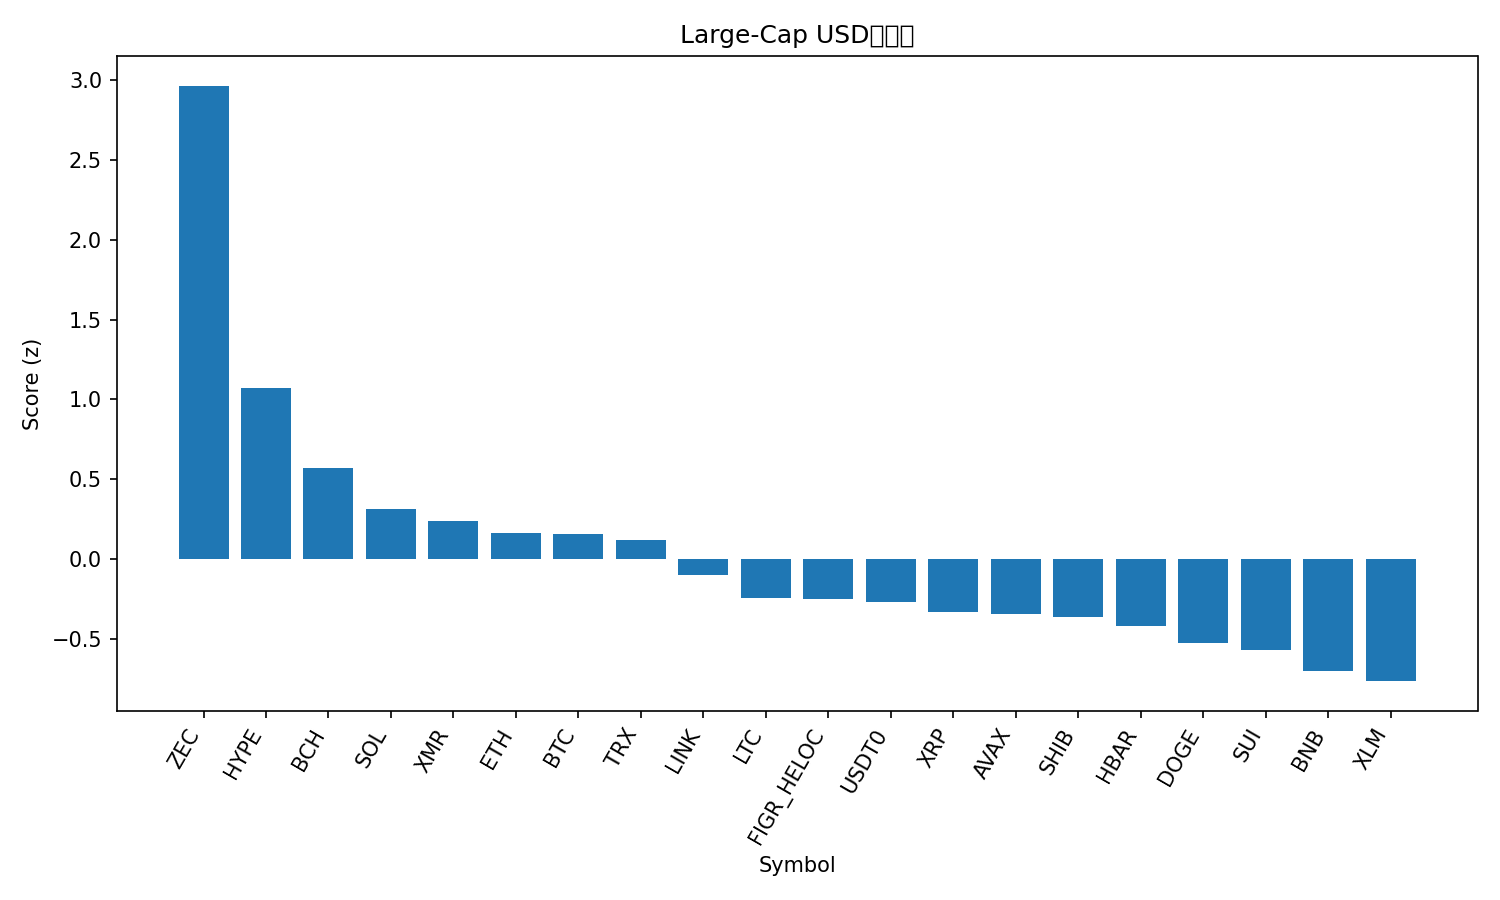 Large-Cap USD
Score (z)
3.0
2.5
2.0
1.5
1.0
0.5
0.0
−0.5
ZEC
HYPE
BCH
SOL
XMR
ETH
BTC
TRX
LINK
LTC
FIGR_HELOC
USDT0
XRP
AVAX
SHIB
HBAR
DOGE
SUI
BNB
XLM
Symbol